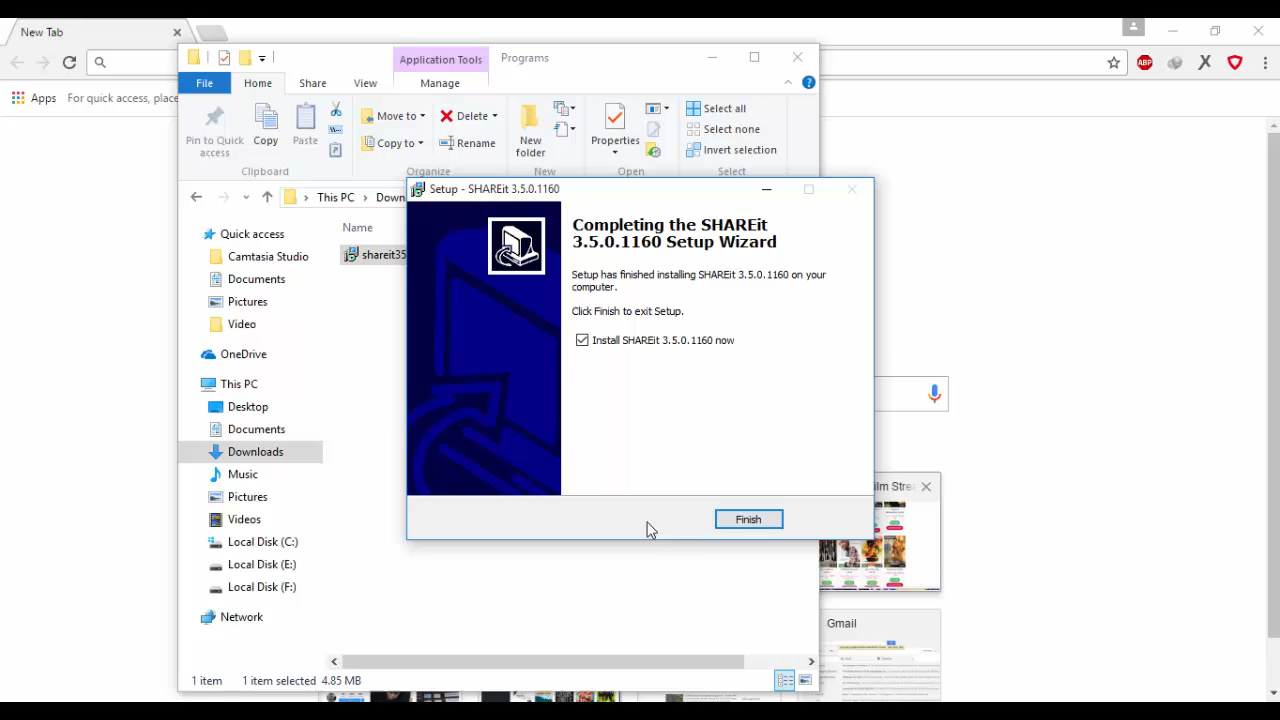 New Tab
Application Tools
Programs
File
Home
Share
View
Manage
ABP
Apps
For quick access, place
Pin to Quick access
Copy
Paste
Move to
Copy to
Delete
Rename
New folder
Properties
Select all
Select none
Invert selection
Clipboard
Organize
New
Open
Select
This PC
Down
Name
shareit35
Quick access
Camtasia Studio
Documents
Pictures
Video
OneDrive
This PC
Desktop
Documents
Downloads
Music
Pictures
Videos
Local Disk (C:)
Local Disk (E:)
Local Disk (F:)
Network
item
1 item selected 4.85 MB
Setup - SHAREit 3.5.0.1160
Completing the SHAREit
3.5.0.1160 Setup Wizard
Setup has finished installing SHAREit 3.5.0.1160 on your
computer.
Click Finish to exit Setup.
Install SHAREit 3.5.0.1160 now
Finish
ilm Stre
Gmail